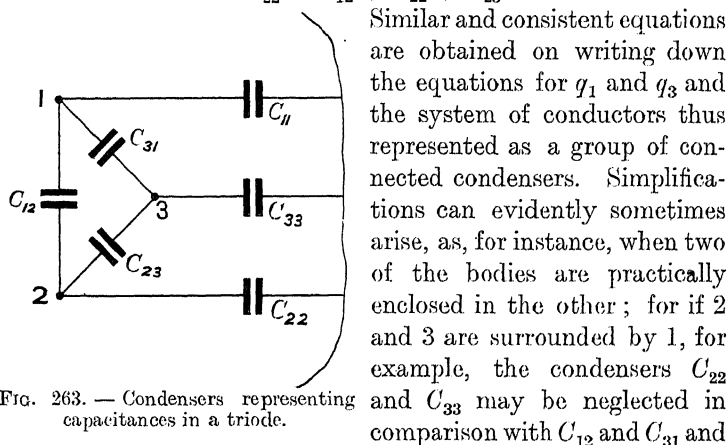 Similar and consistent equations
are obtained on writing down
the equations for q₁ and q₃ and
the system of conductors thus
represented as a group of con-
nected condensers. Simplifica-
tions can evidently sometimes
arise, as, for instance, when two
of the bodies are practically
enclosed in the other ; for if 2
and 3 are surrounded by 1, for
example, the condensers C₂₂
and C₃₃ may be neglected in
comparison with C₁₂ and C₃₁ and
1
C₁₁
C₃₁
C₁₂
3
C₃₃
C₂₃
2
C₂₂
FIG. 263. — Condensers representing
capacitances in a triode.